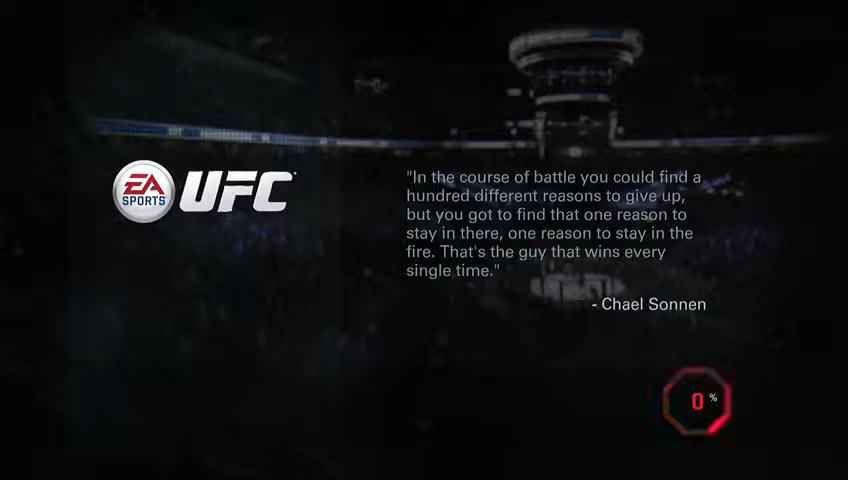 EA
SPORTS
UFC
"In the course of battle you could find a
hundred different reasons to give up,
but you got to find that one reason to
stay in there, one reason to stay in the
fire. That's the guy that wins every
single time."
- Chael Sonnen
0 %